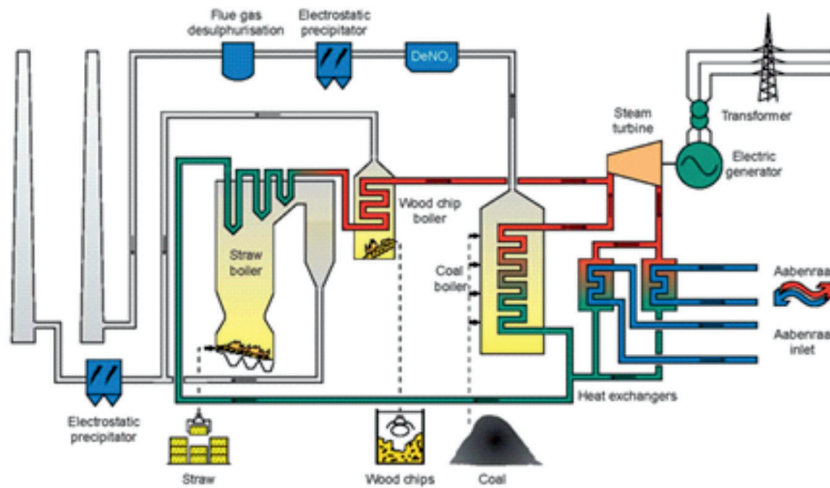 Flue gas
desulphurisation
Electrostatic
precipitator
DeNOx
Steam
turbine
Transformer
Electric
generator
Wood chip
boiler
Straw
boiler
Coal
boiler
Aabenraa
Aabenraa
inlet
Heat exchangers
Electrostatic
precipitator
Straw
Wood chips
Coal